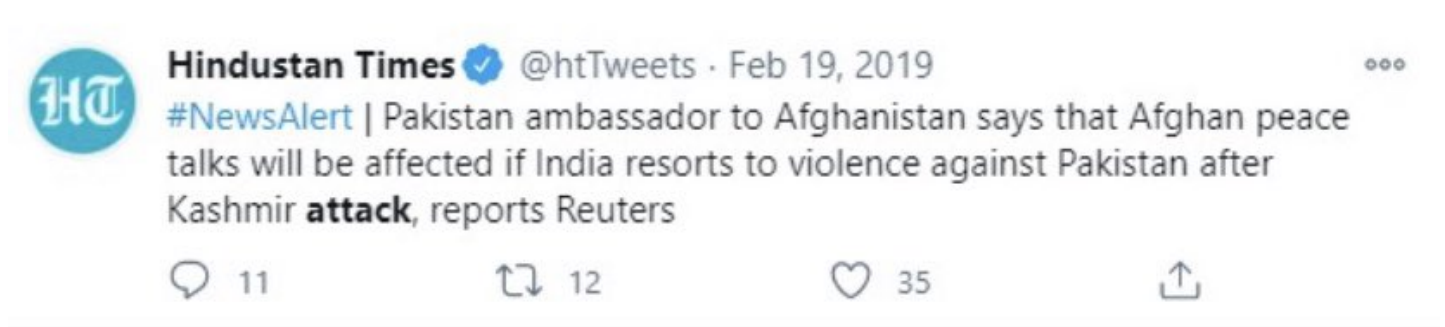 HT
Hindustan Times @htTweets · Feb 19, 2019
#NewsAlert | Pakistan ambassador to Afghanistan says that Afghan peace
talks will be affected if India resorts to violence against Pakistan after
Kashmir attack, reports Reuters
11 12 35